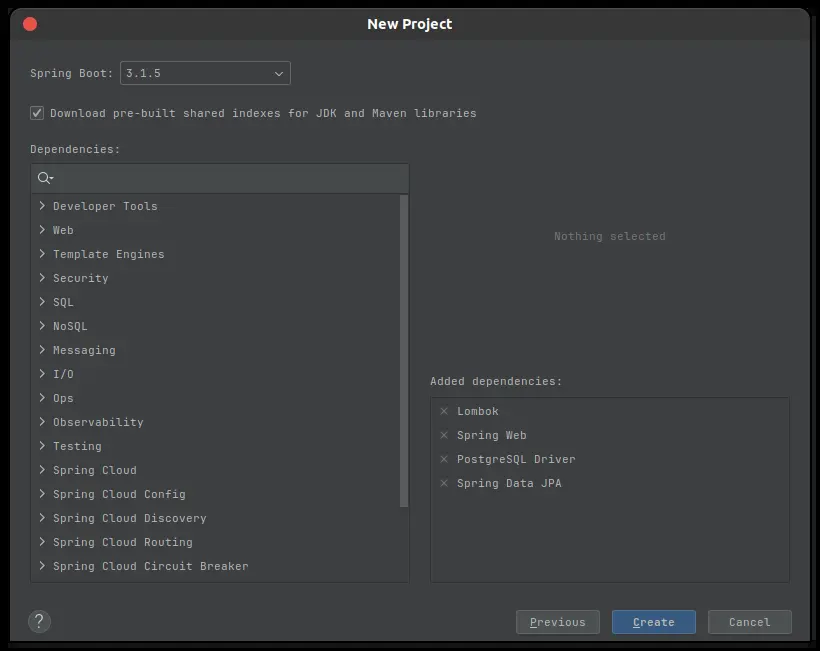 New Project
Spring Boot: 3.1.5
Download pre-built shared indexes for JDK and Maven libraries
Dependencies:
Developer Tools
Web
Template Engines
Security
SQL
NoSQL
Messaging
I/O
Ops
Observability
Testing
Spring Cloud
Spring Cloud Config
Spring Cloud Discovery
Spring Cloud Routing
Spring Cloud Circuit Breaker
Nothing selected
Added dependencies:
Lombok
Spring Web
PostgreSQL Driver
Spring Data JPA
?
Previous
Create
Cancel